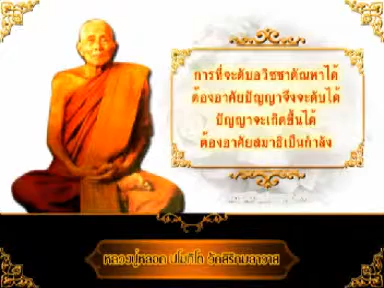 การที่จะดับอวิชชาตัณหาได้
ต้องอาศัยปัญญาจึงจะดับได้
ปัญญาจะเกิดขึ้นได้
ต้องอาศัยสมาธิเป็นกำลัง
หลวงปู่หลอด ปโมทิโต วัดสิริกมลาวาส